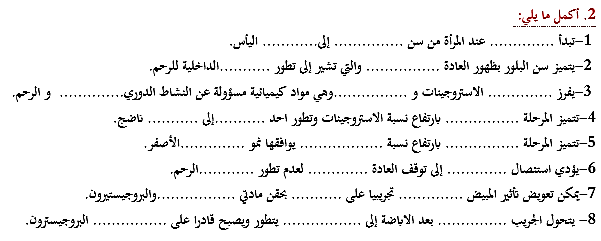 2. أكمل ما يلي:
1-تبدأ .............. عند المرأة من سن ............... إلى............ اليأس.
2-يتميز سن البلور بظهور العادة ............... والتي تشير إلى تطور ...........الداخلية للرحم.
3-يفرز ............. الاستروجينات و ...............وهي مواد كيميائية مسؤولة عن النشاط الدوري............. و الرحم.
4-تتميز المرحلة ............... بارتفاع نسبة الاستروجينات وتطور احد ............إلى ............ ناضج.
5-تتميز المرحلة ............... بارتفاع نسبة ............... يوافقها نمو ...............الأصفر.
6-يؤدي استئصال ............. إلى توقف العادة ............ لعدم تطور ...........الرحم.
7-يمكن تعويض تأثير المبيض ............... تجريبيا على ............ بحقن مادتي ............والبروجيستيرون.
8- يتحول الجريب ............... بعد الاباضة إلى ................. يتطور ويصبح قادرا على ............... البروجيسترون.